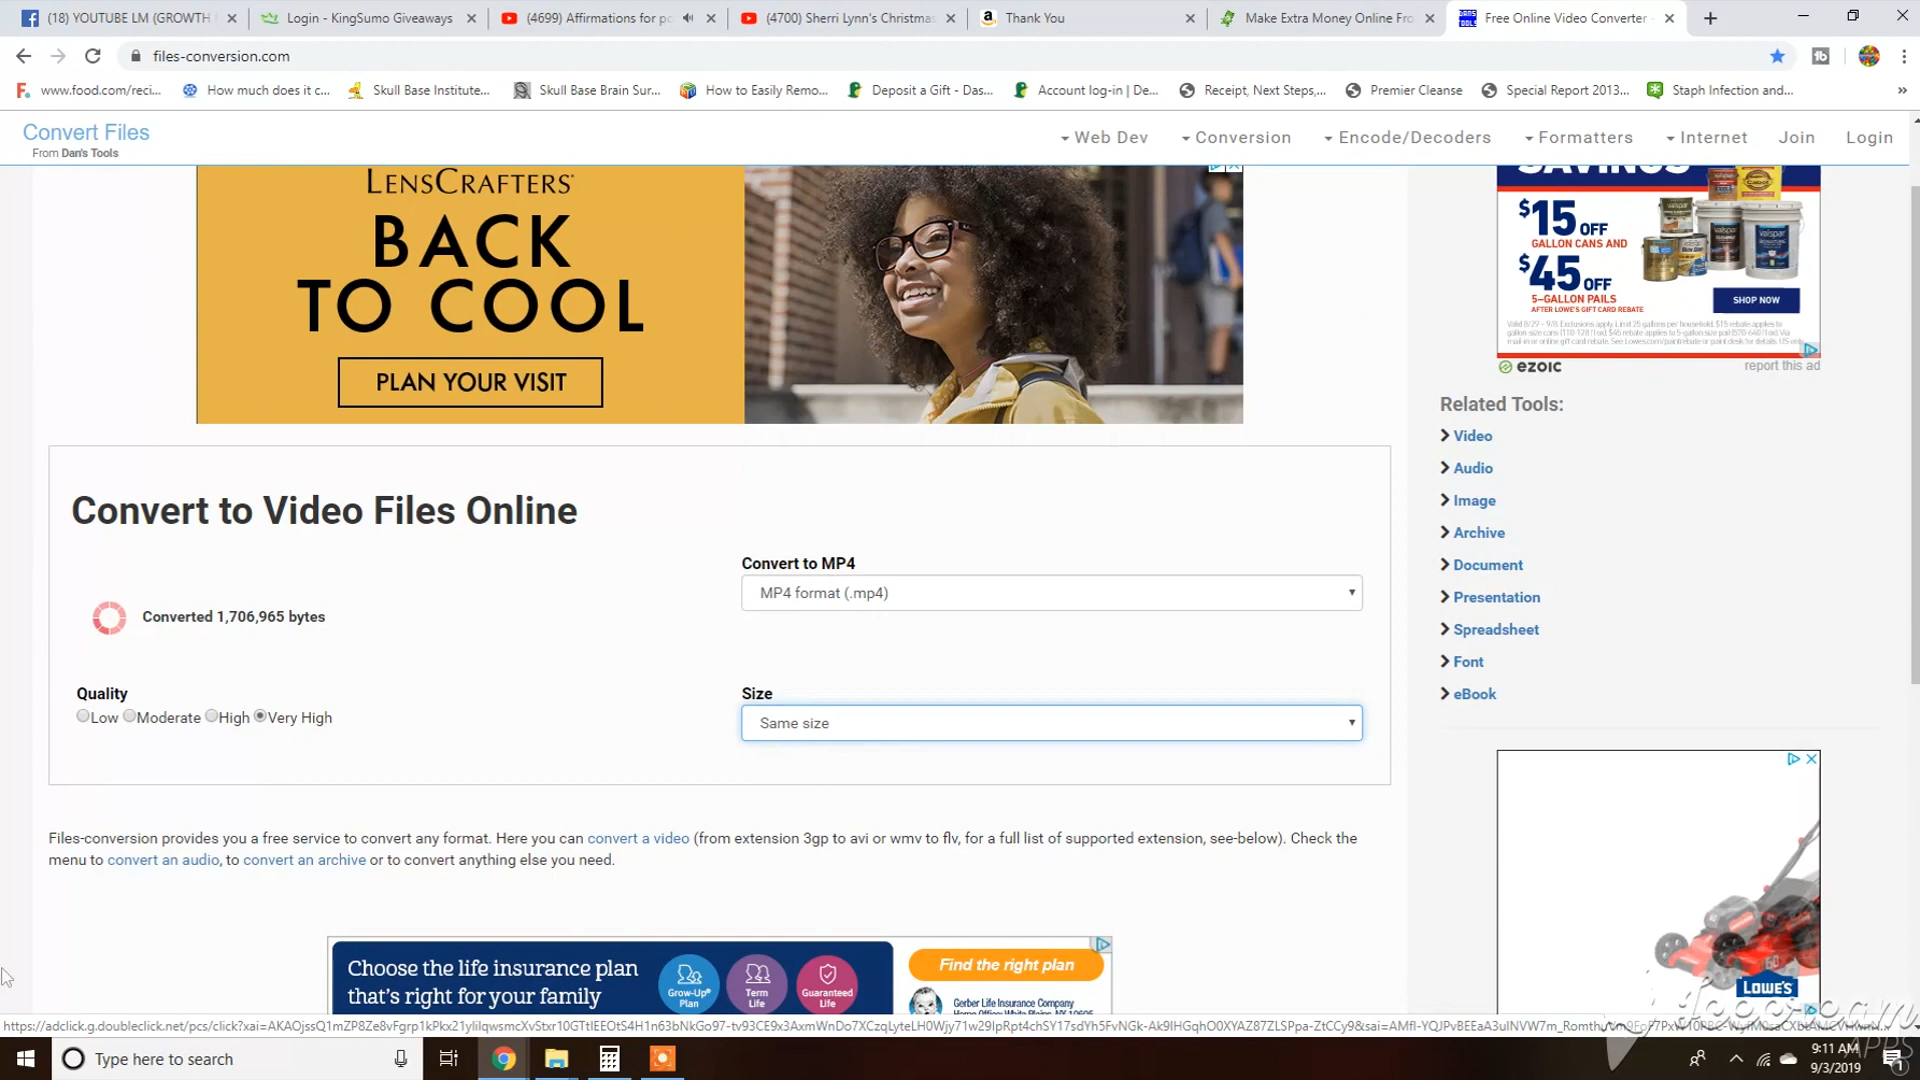 (18) YOUTUBE LM (GROWTH
Login - KingSumo Giveaways
(4699) Affirmations for po
(4700) Sherri Lynn's Christmas
Thank You
Make Extra Money Online Fro
Free Online Video Converter
files-conversion.com
www.food.com/reci...
How much does it c...
Skull Base Institute...
Skull Base Brain Sur...
How to Easily Remo...
Deposit a Gift - Das...
Account log-in | De...
Receipt, Next Steps,...
Premier Cleanse
Special Report 2013...
Staph Infection and...
Convert Files
From Dan's Tools
Web Dev
Conversion
Encode/Decoders
Formatters
Internet
Join
Login
LENSCRAFTERS
BACK
TO COOL
PLAN YOUR VISIT
SAVINGS
$15 OFF
GALLON CANS AND
$45 OFF
5-GALLON PAILS
AFTER LOWE'S GIFT CARD REBATE
SHOP NOW
ezoic
report this ad
Related Tools:
Video
Audio
Image
Archive
Document
Presentation
Spreadsheet
Font
eBook
Convert to Video Files Online
Convert to MP4
MP4 format (.mp4)
Converted 1,706,965 bytes
Quality
Low Moderate High Very High
Size
Same size
Files-conversion provides you a free service to convert any format. Here you can convert a video (from extension 3gp to avi or wmv to flv, for a full list of supported extension, see-below). Check the
menu to convert an audio, to convert an archive or to convert anything else you need.
Choose the life insurance plan
that's right for your family
Grow-Up®
Plan
Term
Life
Guaranteed
Life
Find the right plan
Gerber Life Insurance Company
LOWE'S
Type here to search
9:11 AM
9/3/2019
APPS